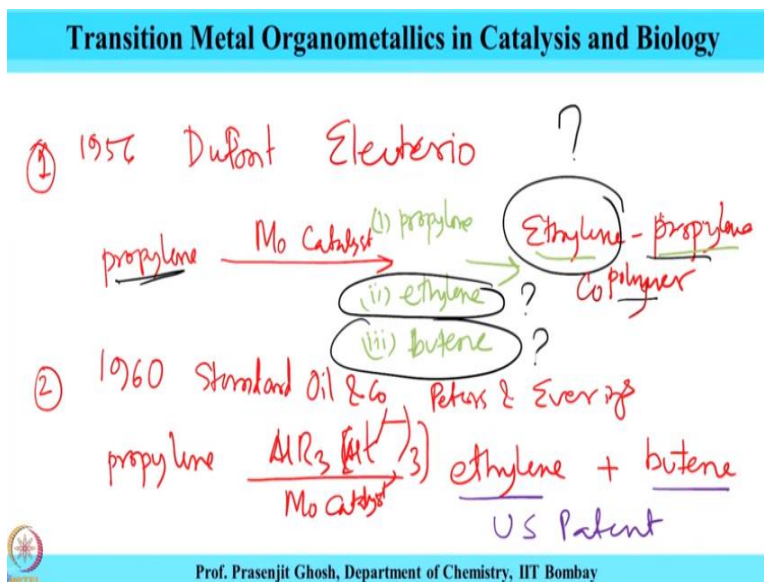 Transition Metal Organometallics in Catalysis and Biology
① 1956 Dupont Eleuterio ?
propylene Mo Catalyst (i) propylene Ethylene - propylene
(ii) ethylene ? Copolymer
(iii) butene ?
② 1960 Standard Oil & Co Peters & Evering
propylene AlR3 ethylene + butene
Mo Catalyst
US Patent
Prof. Prasenjit Ghosh, Department of Chemistry, IIT Bombay